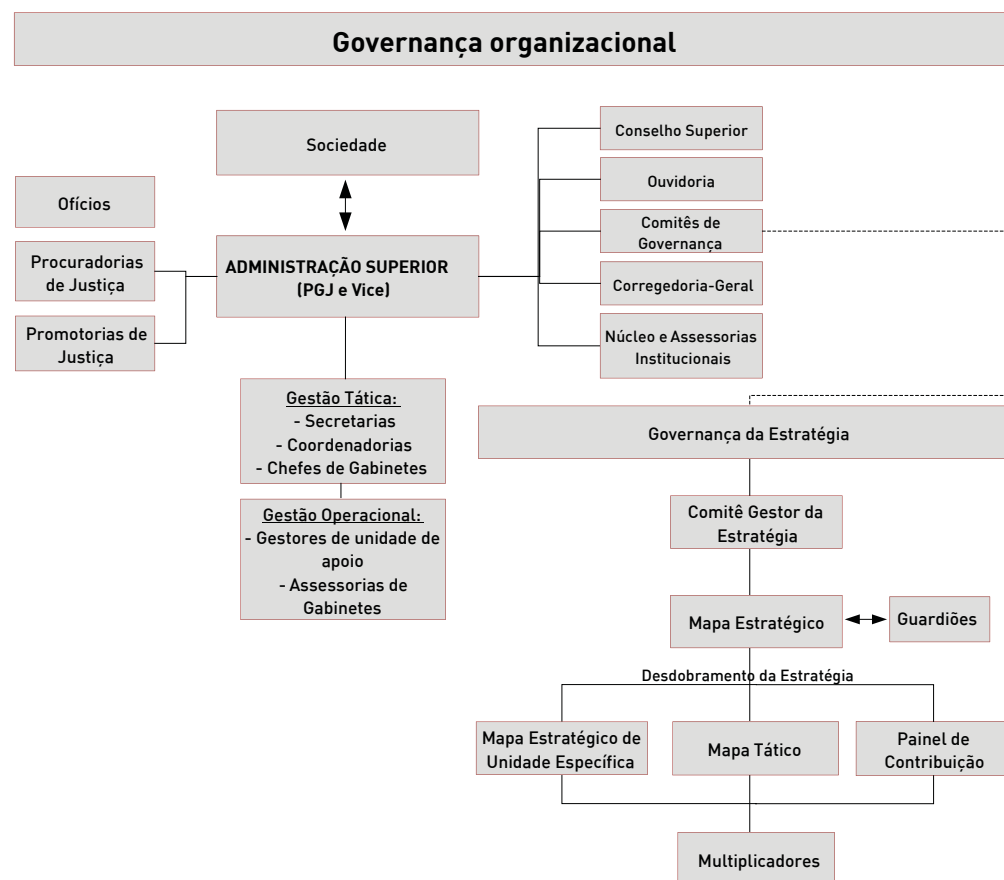 Governança organizacional
Sociedade
Ofícios
Procuradorias
de Justiça
Promotorias de
Justiça
ADMINISTRAÇÃO SUPERIOR
(PGJ e Vice)
Conselho Superior
Ouvidoria
Comitês de
Governança
Corregedoria-Geral
Núcleo e Assessorias
Institucionais
Gestão Tática:
- Secretarias
- Coordenadorias
- Chefes de Gabinetes
Gestão Operacional:
- Gestores de unidade de
apoio
- Assessorias de
Gabinetes
Governança da Estratégia
Comitê Gestor da
Estratégia
Mapa Estratégico
Guardiões
Desdobramento da Estratégia
Mapa Estratégico de
Unidade Específica
Mapa Tático
Painel de
Contribuição
Multiplicadores